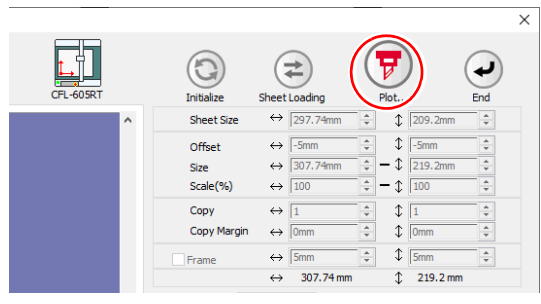 CFL-605RT
Initialize Sheet Loading Plot.. End
Sheet Size 297.74mm 209.2mm
Offset -5mm -5mm
Size 307.74mm 219.2mm
Scale(%) 100 100
Copy 1 1
Copy Margin 0mm 0mm
Frame 5mm 5mm
307.74 mm 219.2 mm